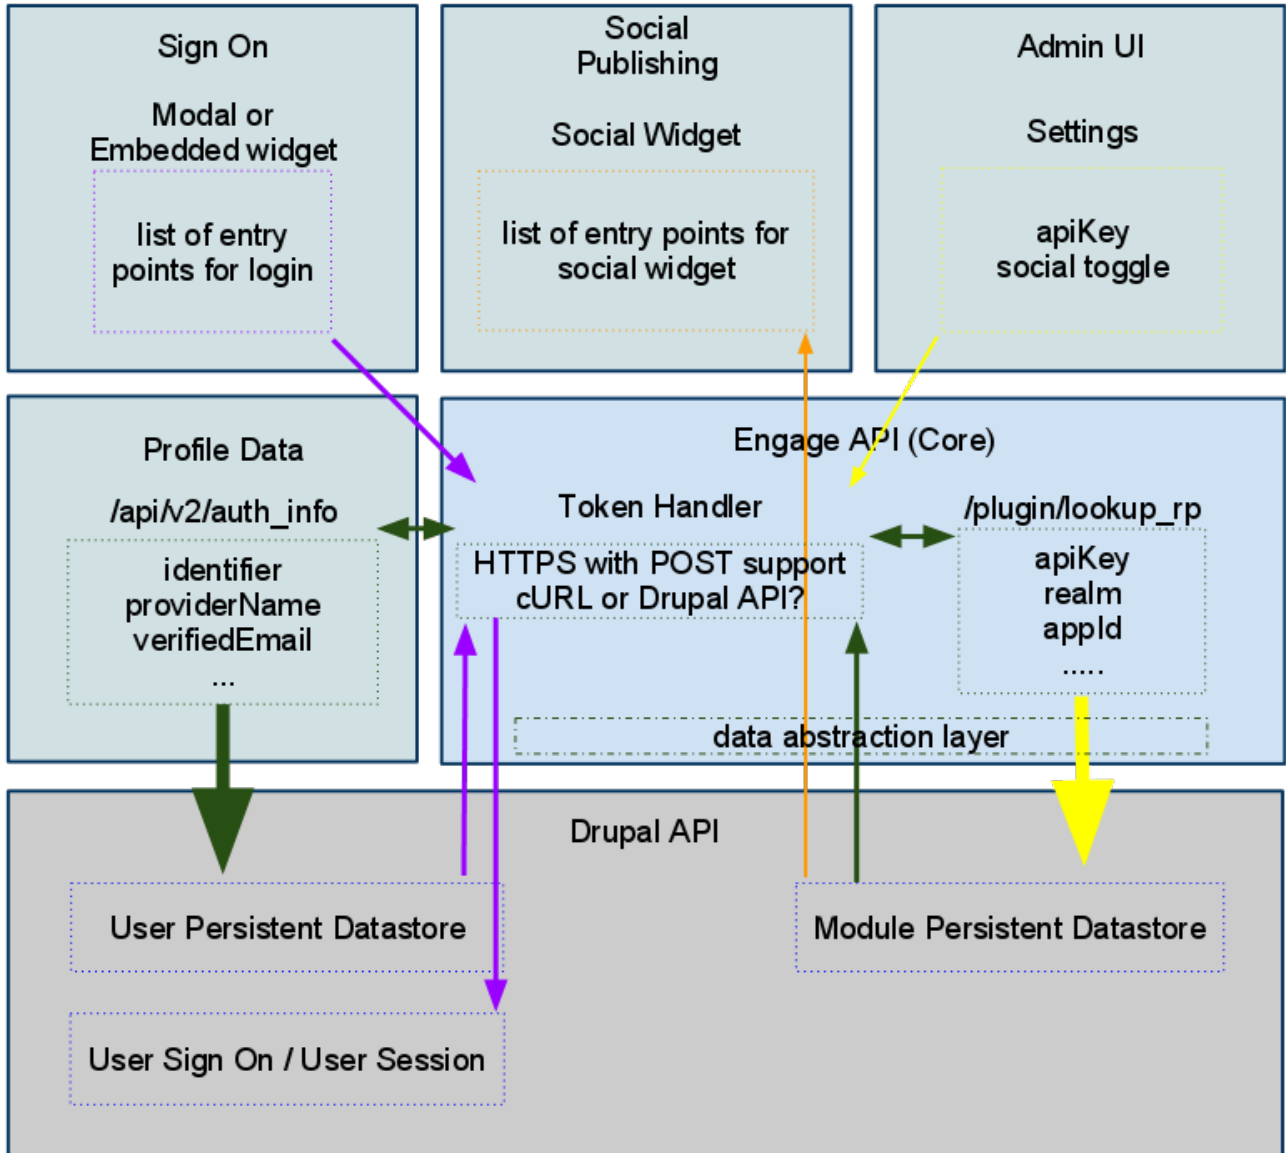 Sign On
Modal or
Embedded widget
list of entry
points for login
Social
Publishing
Social Widget
list of entry points for
social widget
Admin UI
Settings
apiKey
social toggle
Profile Data
/api/v2/auth_info
identifier
providerName
verifiedEmail
...
Engage API (Core)
Token Handler
HTTPS with POST support
cURL or Drupal API?
/plugin/lookup_rp
apiKey
realm
appId
.....
data abstraction layer
Drupal API
User Persistent Datastore
Module Persistent Datastore
User Sign On / User Session